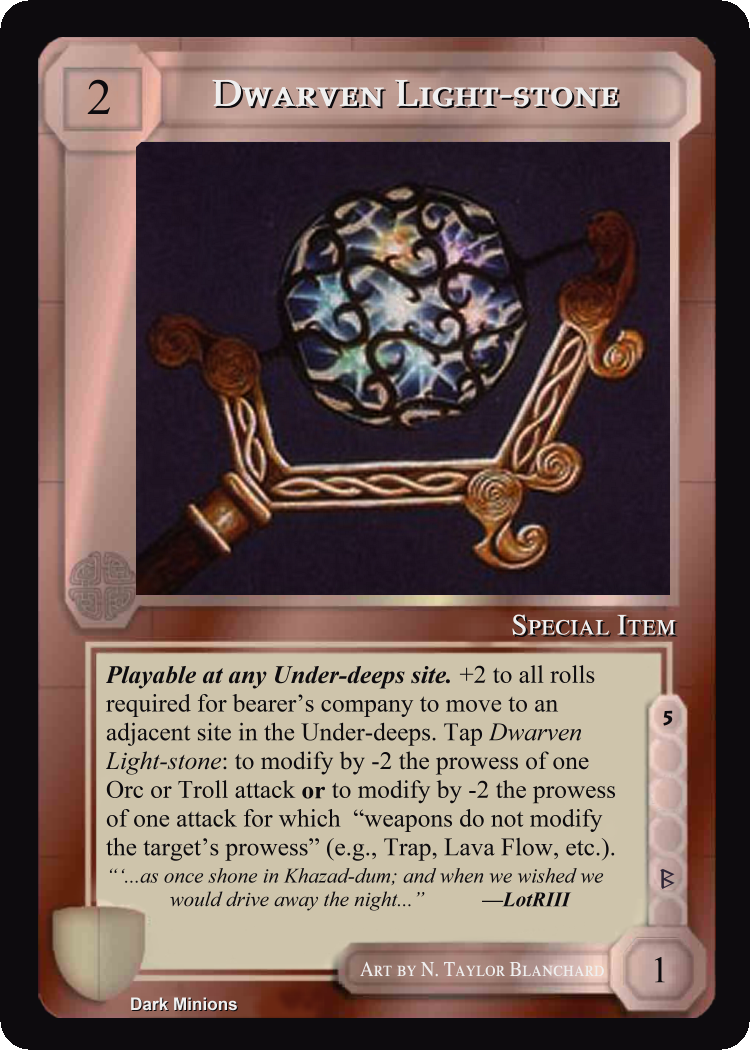 2
Dwarven Light-stone
Special Item
Playable at any Under-deeps site. +2 to all rolls
required for bearer's company to move to an
adjacent site in the Under-deeps. Tap Dwarven
Light-stone: to modify by -2 the prowess of one
Orc or Troll attack or to modify by -2 the prowess
of one attack for which “weapons do not modify
the target's prowess” (e.g., Trap, Lava Flow, etc.).
“‘...as once shone in Khazad-dum; and when we wished we
would drive away the night...” —LotRIII
5
ᛒ
Art by N. Taylor Blanchard
1
Dark Minions